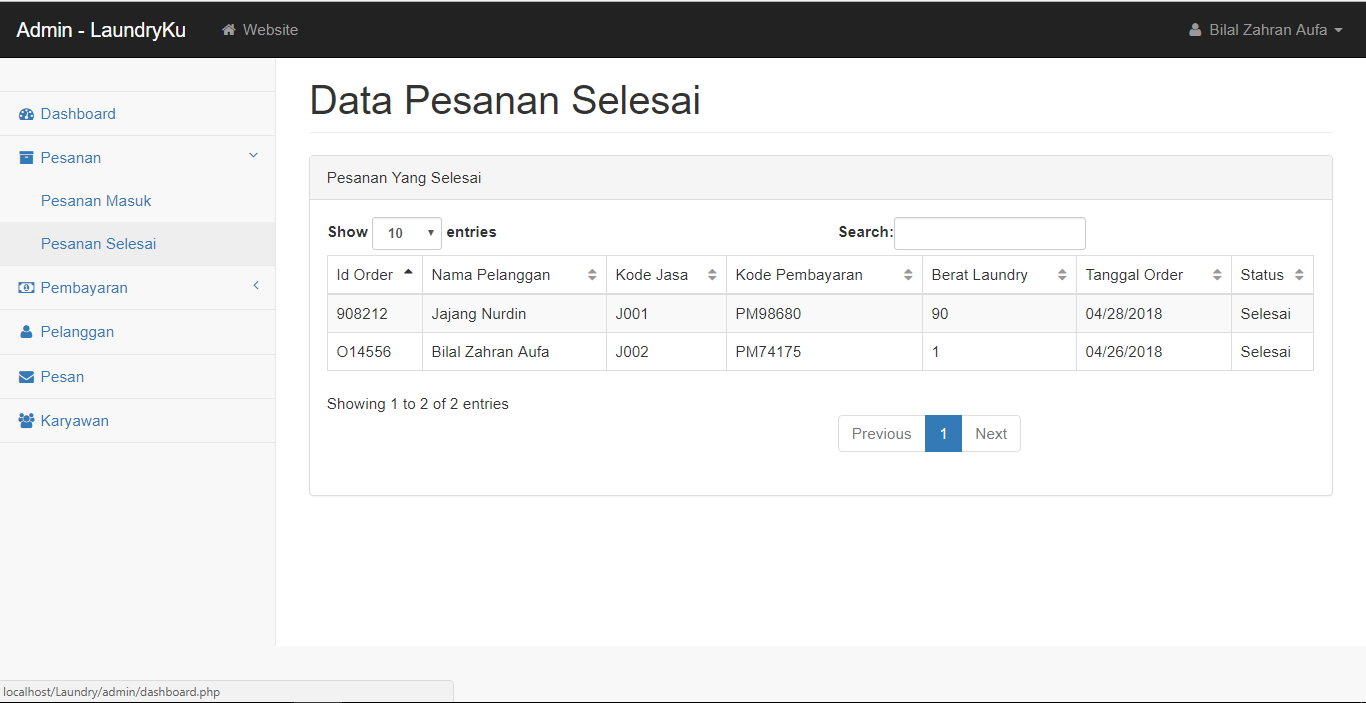 Admin - LaundryKu Website Bilal Zahran Aufa
Dashboard
Pesanan
Pesanan Masuk
Pesanan Selesai
Pembayaran
Pelanggan
Pesan
Karyawan
Data Pesanan Selesai
Pesanan Yang Selesai
Show 10 entries Search:
Id Order Nama Pelanggan Kode Jasa Kode Pembayaran Berat Laundry Tanggal Order Status
908212 Jajang Nurdin J001 PM98680 90 04/28/2018 Selesai
O14556 Bilal Zahran Aufa J002 PM74175 1 04/26/2018 Selesai
Showing 1 to 2 of 2 entries
Previous 1 Next
localhost/Laundry/admin/dashboard.php